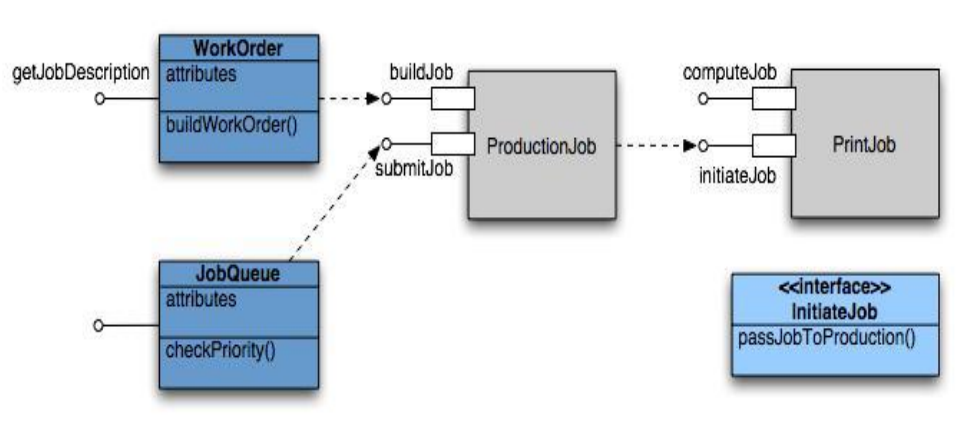 WorkOrder
getJobDescription
attributes
buildWorkOrder()
buildJob
submitJob
ProductionJob
computeJob
initiateJob
PrintJob
JobQueue
attributes
checkPriority()
<<interface>>
InitiateJob
passJobToProduction()